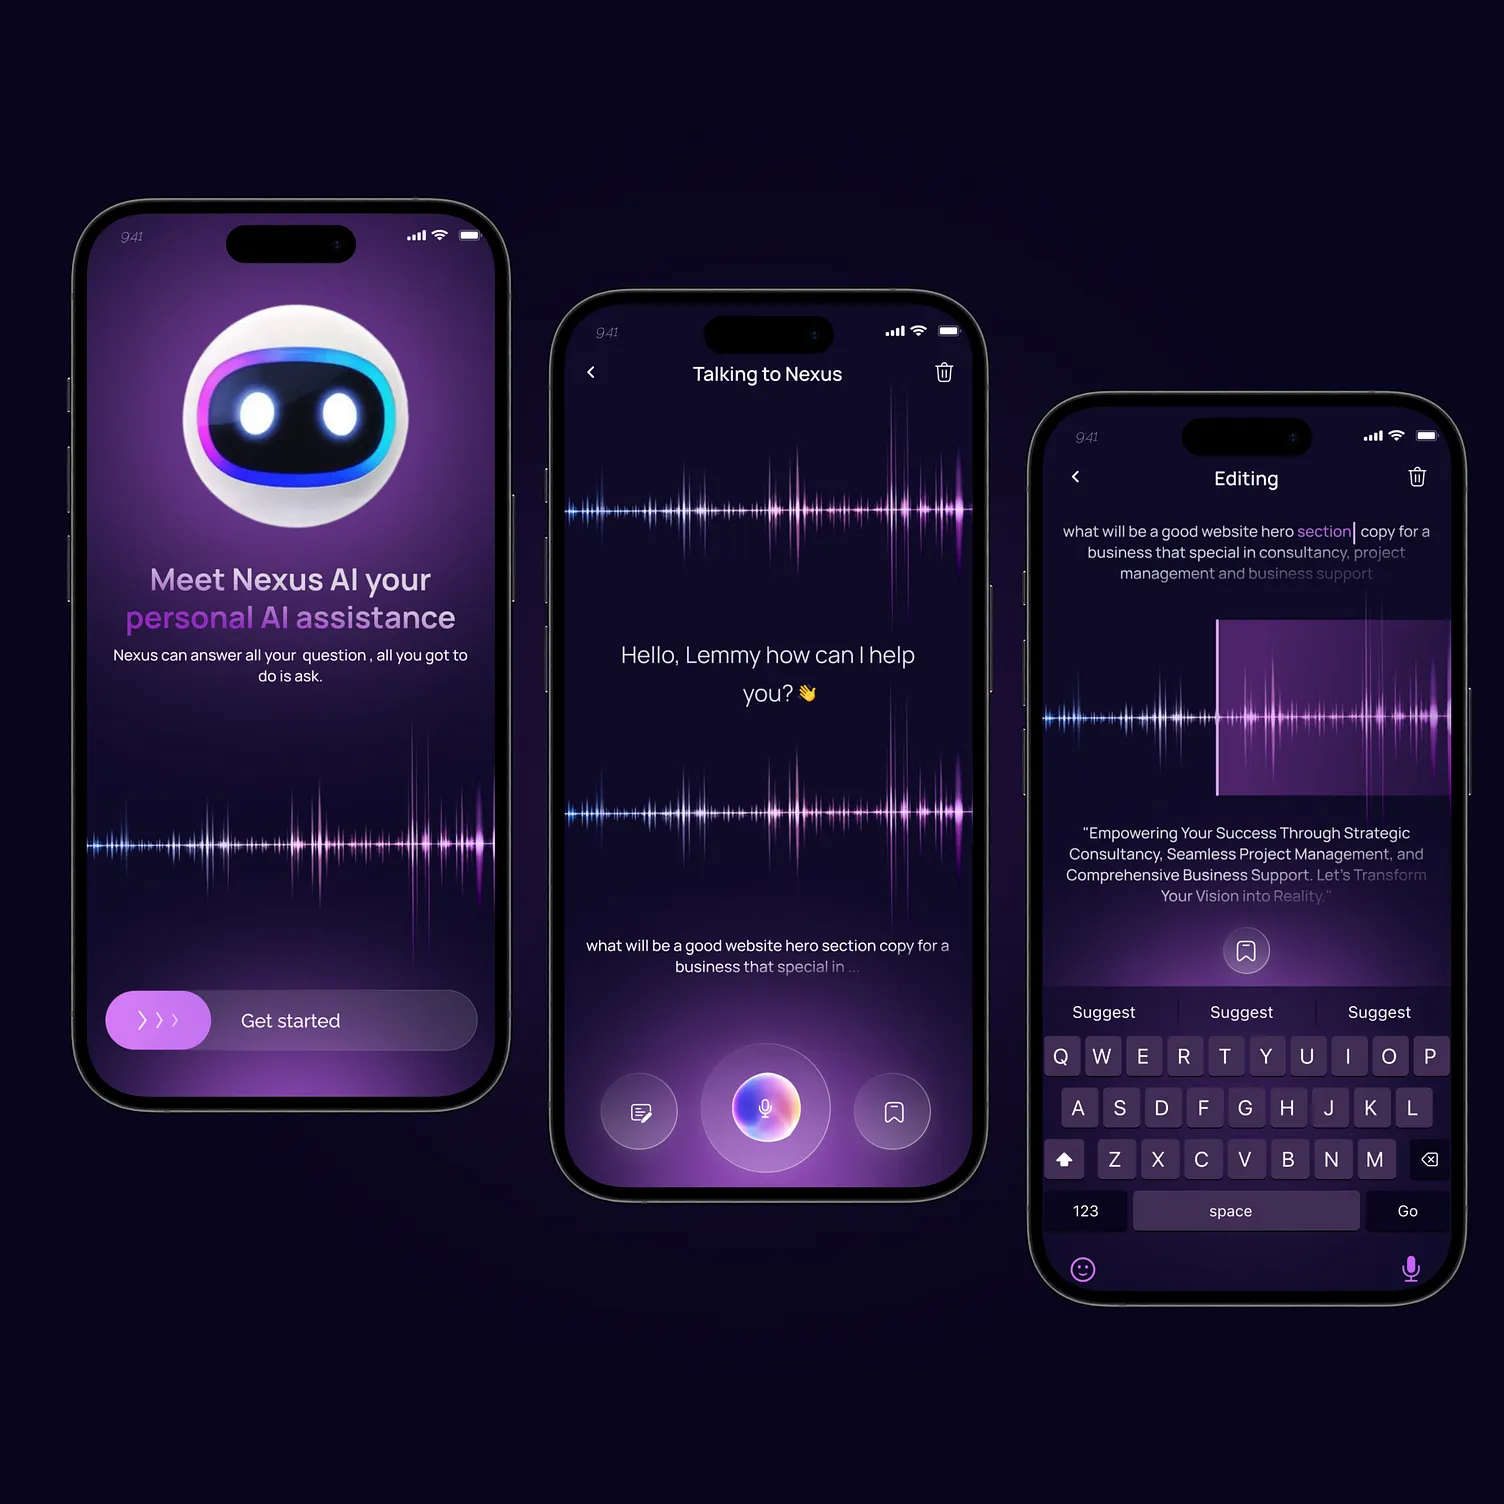 9:41
Meet Nexus AI your
personal AI assistance
Nexus can answer all your question , all you got to
do is ask.
Get started
9:41
Talking to Nexus
Hello, Lemmy how can I help
you? 👋
what will be a good website hero section copy for a
business that special in ...
9:41
Editing
what will be a good website hero section copy for a
business that special in consultancy, project
management and business support
"Empowering Your Success Through Strategic
Consultancy, Seamless Project Management, and
Comprehensive Business Support. Let's Transform
Your Vision into Reality."
Suggest Suggest Suggest
Q W E R T Y U I O P
A S D F G H J K L
Z X C V B N M
123 space Go